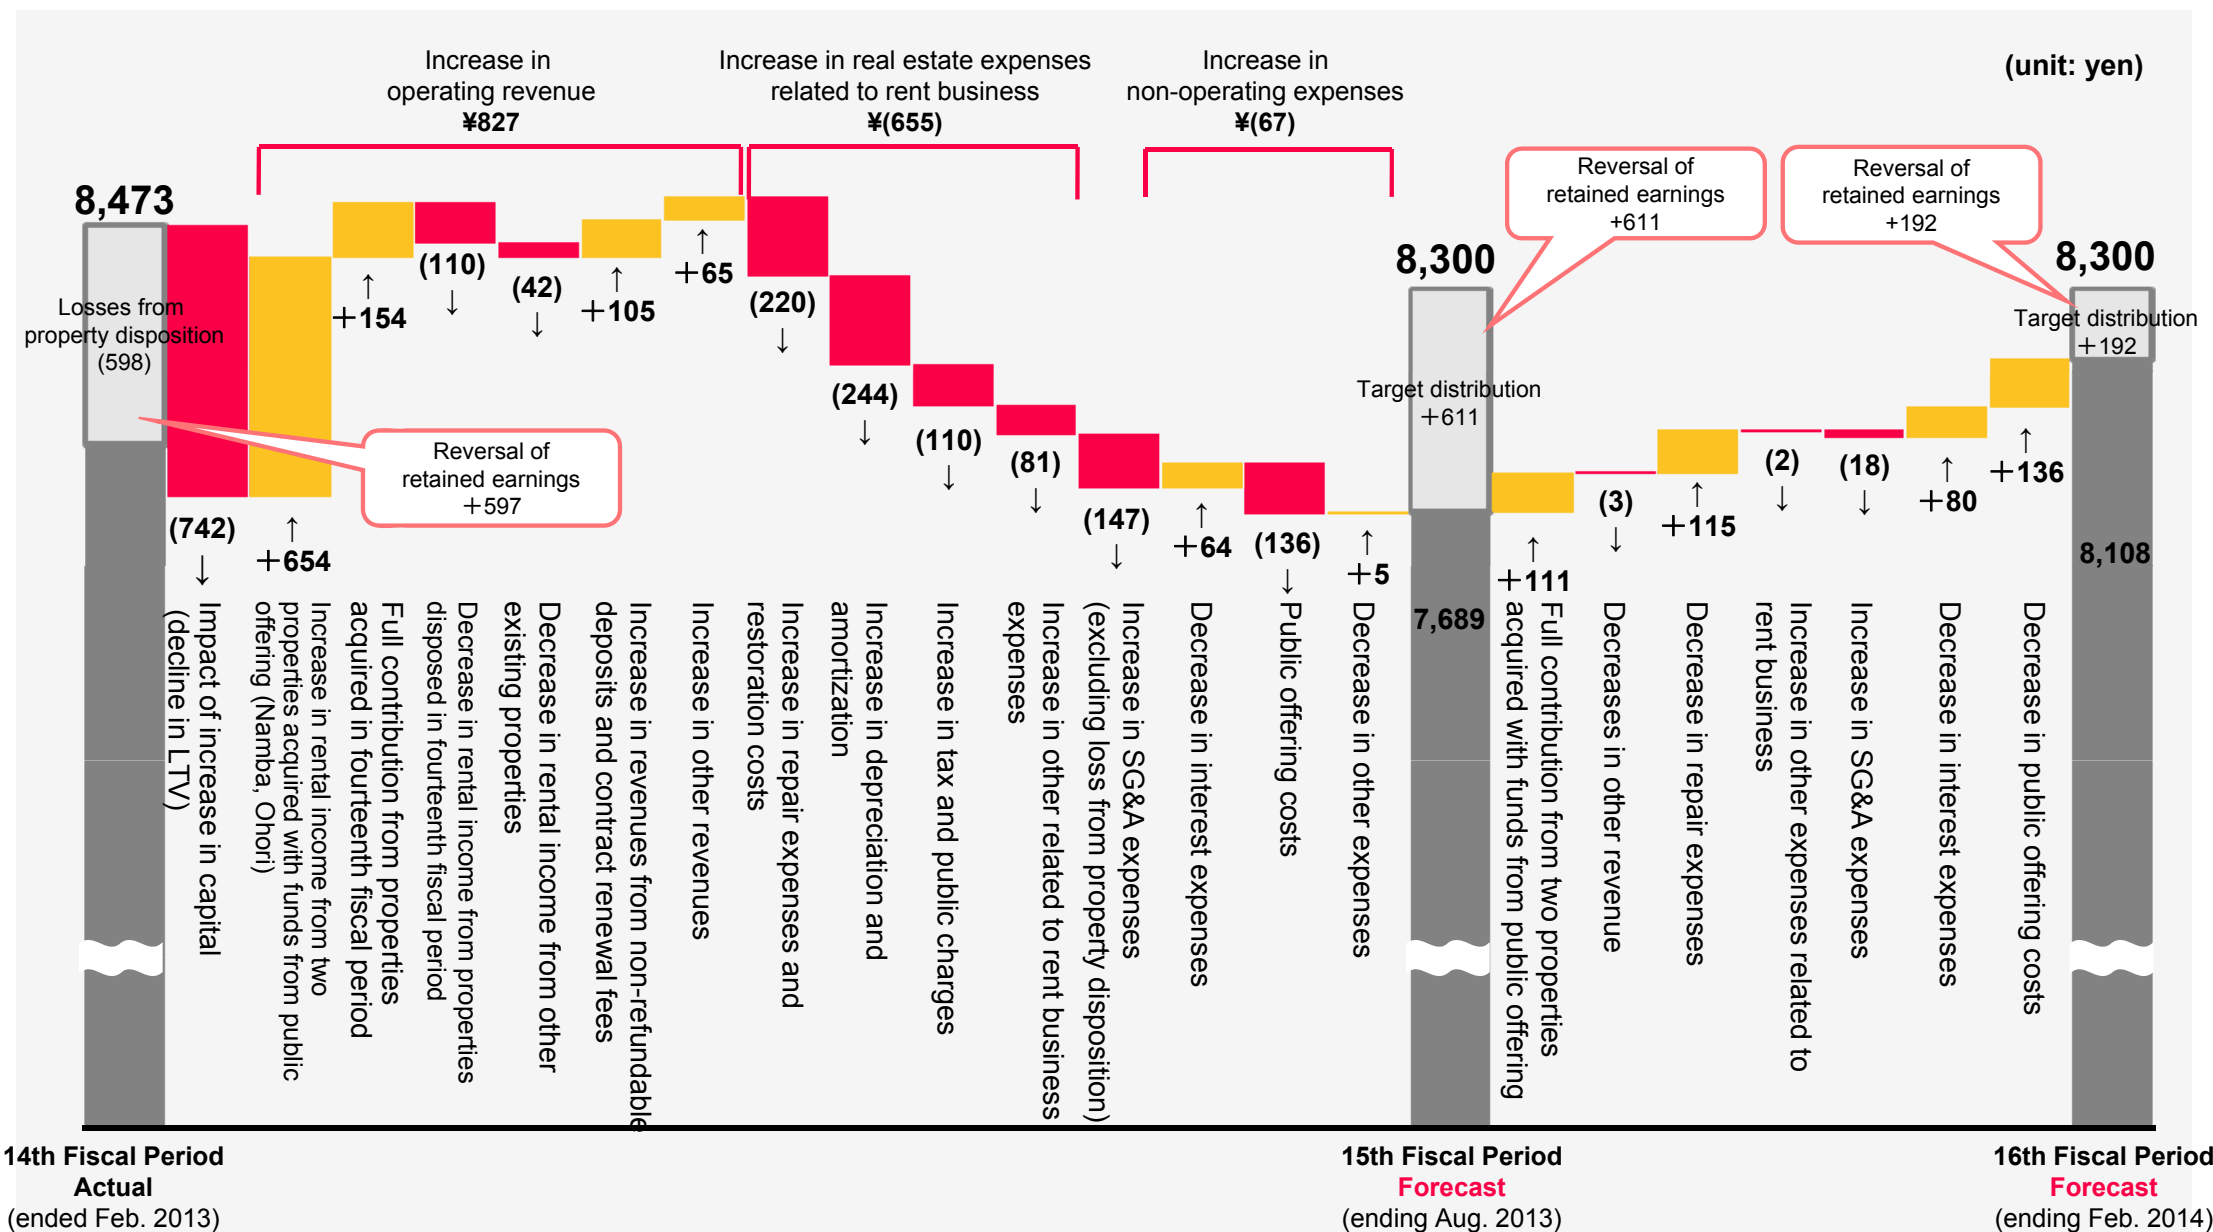 (unit: yen)
Increase in
operating revenue
¥827
Increase in real estate expenses
related to rent business
¥(655)
Increase in
non-operating expenses
¥(67)
8,473
Losses from
property disposition
(598)
Reversal of
retained earnings
+597
(742)
↓
↑
+654
↑
+154
(110)
↓
(42)
↓
↑
+105
↑
+65
(220)
↓
(244)
↓
(110)
↓
(81)
↓
(147)
↓
↑
+64
(136)
↓
↑
+5
Reversal of
retained earnings
+611
8,300
Target distribution
+611
7,689
↑
+111
(3)
↓
↑
+115
(2)
↓
(18)
↓
↑
+80
↑
+136
Reversal of
retained earnings
+192
8,300
Target distribution
+192
8,108
Impact of increase in capital
(decline in LTV)
Increase in rental income from two
properties acquired with funds from public
offering (Namba, Ohori)
Full contribution from properties
acquired in fourteenth fiscal period
Decrease in rental income from properties
disposed in fourteenth fiscal period
Decrease in rental income from other
existing properties
Increase in revenues from non-refundable
deposits and contract renewal fees
Increase in other revenues
Increase in repair expenses and
restoration costs
Increase in depreciation and
amortization
Increase in tax and public charges
Increase in other related to rent business
expenses
Increase in SG&A expenses
(excluding loss from property disposition)
Decrease in interest expenses
Public offering costs
Decrease in other expenses
Full contribution from two properties
acquired with funds from public offering
Decreases in other revenue
Decrease in repair expenses
Increase in other expenses related to
rent business
Increase in SG&A expenses
Decrease in interest expenses
Decrease in public offering costs
14th Fiscal Period
Actual
(ended Feb. 2013)
15th Fiscal Period
Forecast
(ending Aug. 2013)
16th Fiscal Period
Forecast
(ending Feb. 2014)